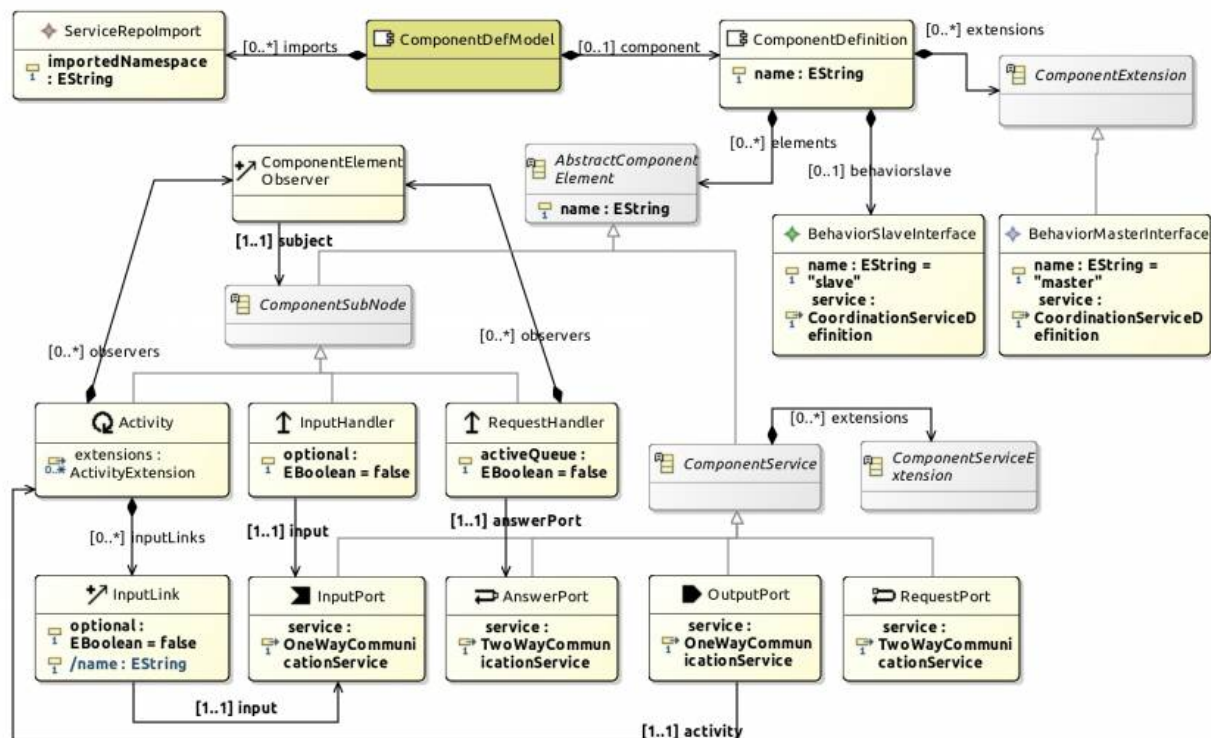 ServiceRepoImport
importedNamespace
: EString
[0..*] imports
ComponentDefModel
[0..1] component
ComponentDefinition
name : EString
[0..*] extensions
ComponentExtension
[0..*] elements
[0..1] behaviorslave
ComponentElement
Observer
AbstractComponent
Element
name : EString
[1..1] subject
BehaviorSlaveInterface
name : EString =
"slave"
service :
CoordinationServiceD
efinition
BehaviorMasterInterface
name : EString =
"master"
service :
CoordinationServiceD
efinition
ComponentSubNode
[0..*] observers
[0..*] observers
Activity
extensions :
ActivityExtension
0..*
InputHandler
optional :
EBoolean = false
RequestHandler
activeQueue :
EBoolean = false
[0..*] extensions
ComponentService
ComponentServiceE
xtension
[0..*] inputLinks
[1..1] input
[1..1] answerPort
InputLink
optional :
EBoolean = false
/name : EString
InputPort
service :
OneWayCommuni
cationService
AnswerPort
service :
TwoWayCommun
icationService
OutputPort
service :
OneWayCommun
icationService
RequestPort
service :
TwoWayCommun
icationService
[1..1] input
[1..1] activity